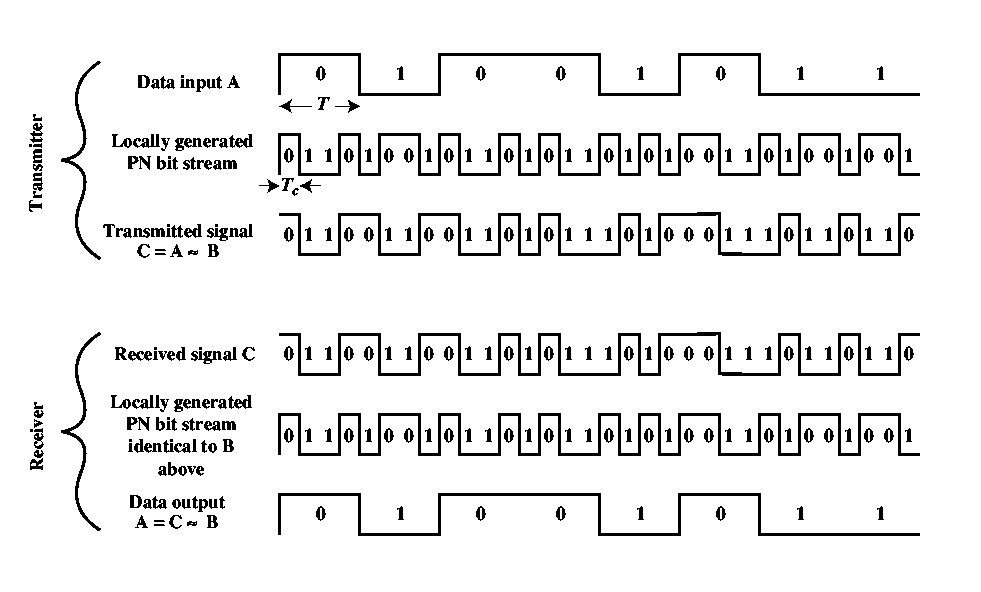 Transmitter
Data input A
0 1 0 0 1 0 1 1
T
Locally generated
PN bit stream
0 1 1 0 1 0 0 1 0 1 1 0 1 0 1 1 0 1 0 1 0 0 1 1 0 1 0 0 1 0 0 1
Tc
Transmitted signal
C = A ≈ B
0 1 1 0 0 1 1 0 0 1 1 0 1 0 1 1 1 0 1 0 0 0 1 1 1 0 1 1 0 1 1 0
Receiver
Received signal C
0 1 1 0 0 1 1 0 0 1 1 0 1 0 1 1 1 0 1 0 0 0 1 1 1 0 1 1 0 1 1 0
Locally generated
PN bit stream
identical to B
above
0 1 1 0 1 0 0 1 0 1 1 0 1 0 1 1 0 1 0 1 0 0 1 1 0 1 0 0 1 0 0 1
Data output
A = C ≈ B
0 1 0 0 1 0 1 1